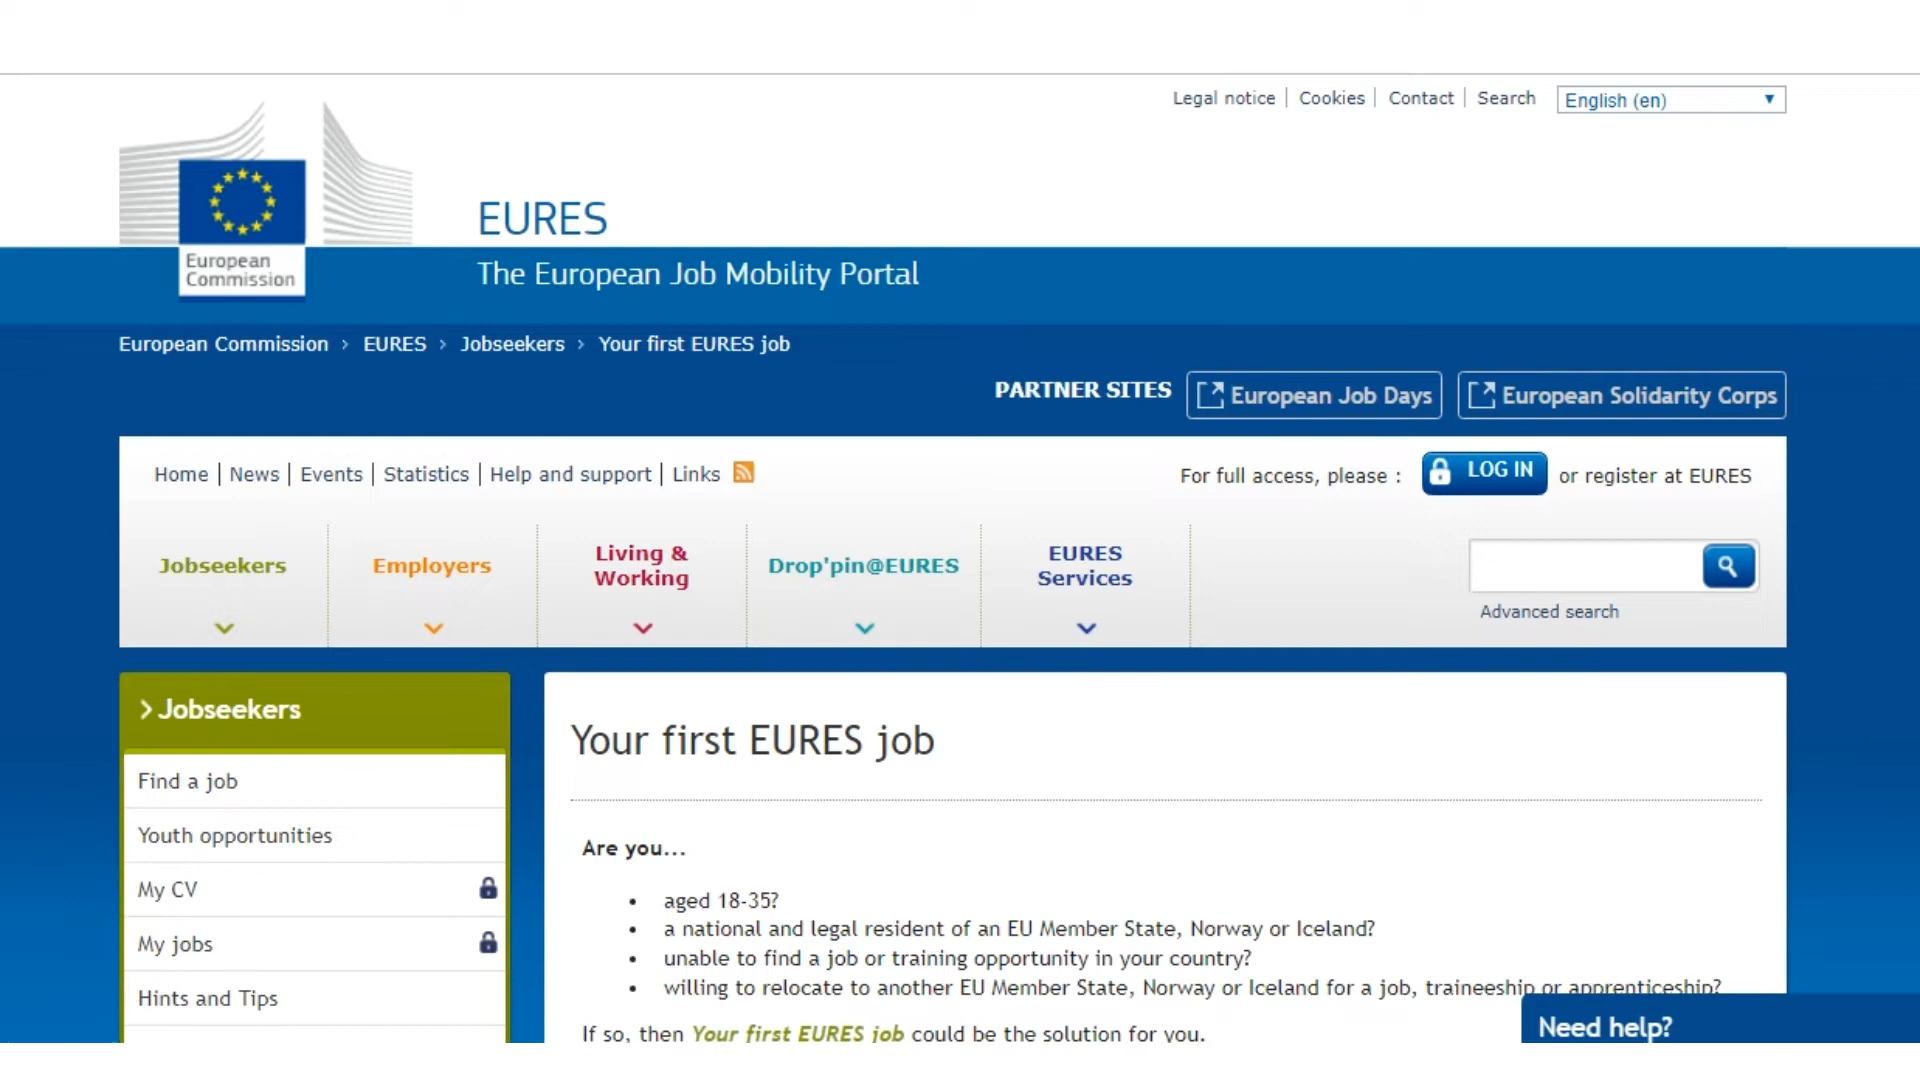 Legal notice | Cookies | Contact | Search English (en)
European
Commission
EURES
The European Job Mobility Portal
European Commission › EURES › Jobseekers › Your first EURES job
PARTNER SITES European Job Days European Solidarity Corps
Home | News | Events | Statistics | Help and support | Links
For full access, please : LOG IN or register at EURES
Jobseekers
Employers
Living &
Working
Drop'pin@EURES
EURES
Services
Advanced search
> Jobseekers
Find a job
Youth opportunities
My CV
My jobs
Hints and Tips
Your first EURES job
Are you...
• aged 18-35?
• a national and legal resident of an EU Member State, Norway or Iceland?
• unable to find a job or training opportunity in your country?
• willing to relocate to another EU Member State, Norway or Iceland for a job, traineeship or apprenticeship?
If so, then Your first EURES job could be the solution for you.
Need help?